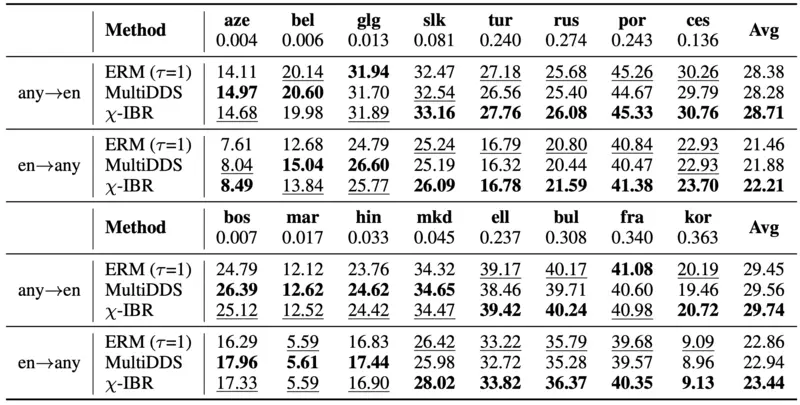 Method aze bel glg slk tur rus por ces Avg
0.004 0.006 0.013 0.081 0.240 0.274 0.243 0.136
any→en
ERM (τ=1) 14.11 20.14 31.94 32.47 27.18 25.68 45.26 30.26 28.38
MultiDDS 14.97 20.60 31.70 32.54 26.56 25.40 44.67 29.79 28.28
χ-IBR 14.68 19.98 31.89 33.16 27.76 26.08 45.33 30.76 28.71
en→any
ERM (τ=1) 7.61 12.68 24.79 25.24 16.79 20.80 40.84 22.93 21.46
MultiDDS 8.04 15.04 26.60 25.19 16.32 20.44 40.47 22.93 21.88
χ-IBR 8.49 13.84 25.77 26.09 16.78 21.59 41.38 23.70 22.21
Method bos mar hin mkd ell bul fra kor Avg
0.007 0.017 0.033 0.045 0.237 0.308 0.340 0.363
any→en
ERM (τ=1) 24.79 12.12 23.76 34.32 39.17 40.17 41.08 20.19 29.45
MultiDDS 26.39 12.62 24.62 34.65 38.46 39.71 40.60 19.46 29.56
χ-IBR 25.12 12.52 24.42 34.47 39.42 40.24 40.98 20.72 29.74
en→any
ERM (τ=1) 16.29 5.59 16.83 26.42 33.22 35.79 39.68 9.09 22.86
MultiDDS 17.96 5.61 17.44 25.98 32.72 35.28 39.57 8.96 22.94
χ-IBR 17.33 5.59 16.90 28.02 33.82 36.37 40.35 9.13 23.44